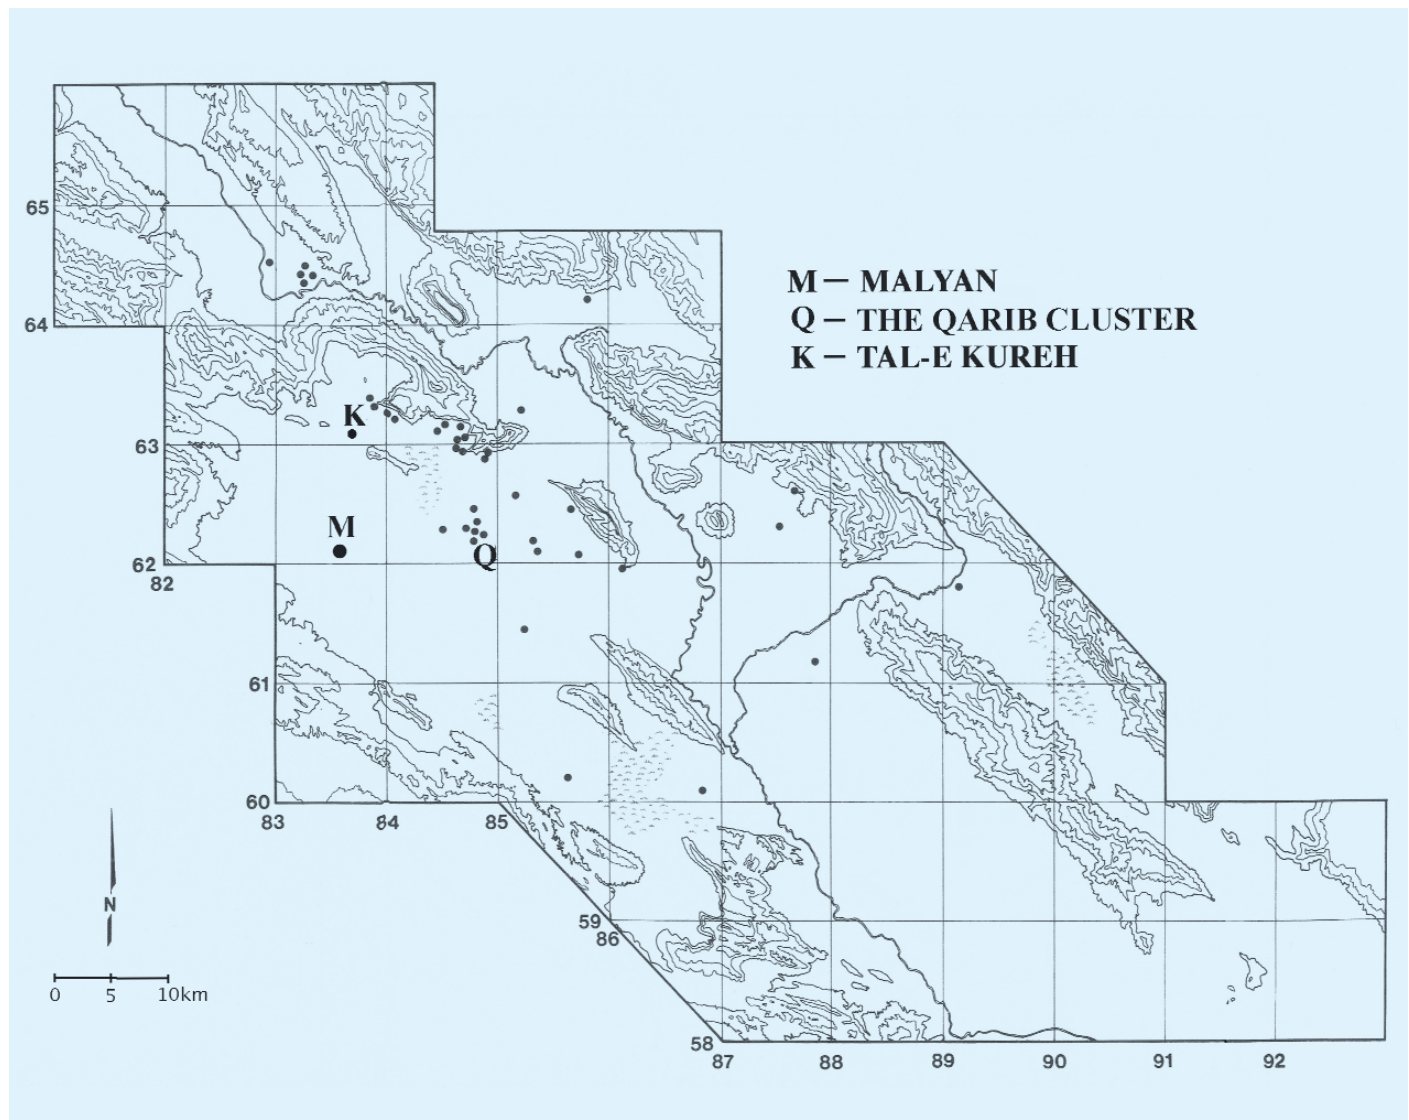 65
M – MALYAN
Q – THE QARIB CLUSTER
64
K – TAL-E KUREH
K
63
M
Q
62
82
61
60
83
84
85
N
59
86
0 5 10km
58
87 88 89 90 91 92